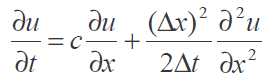 ∂u/∂t = c ∂u/∂x + (Δx)²/2Δt ∂²u/∂x²